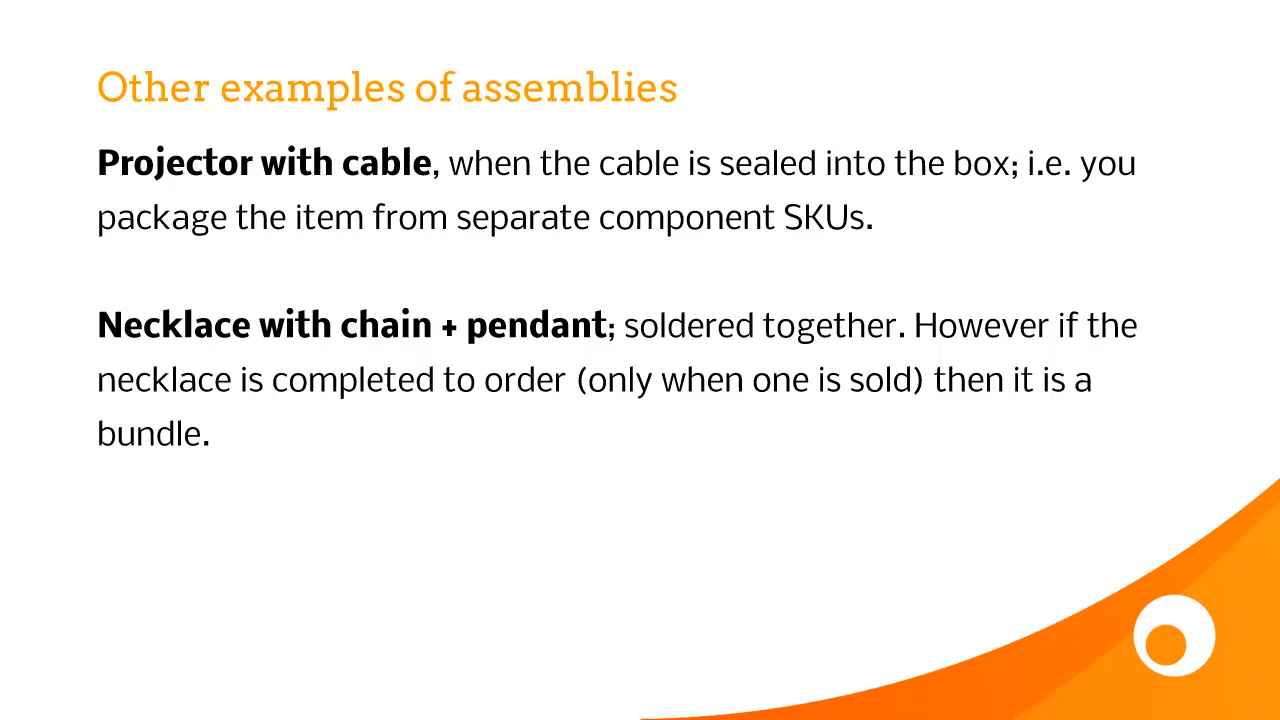 Other examples of assemblies
Projector with cable, when the cable is sealed into the box; i.e. you
package the item from separate component SKUs.
Necklace with chain + pendant; soldered together. However if the
necklace is completed to order (only when one is sold) then it is a
bundle.